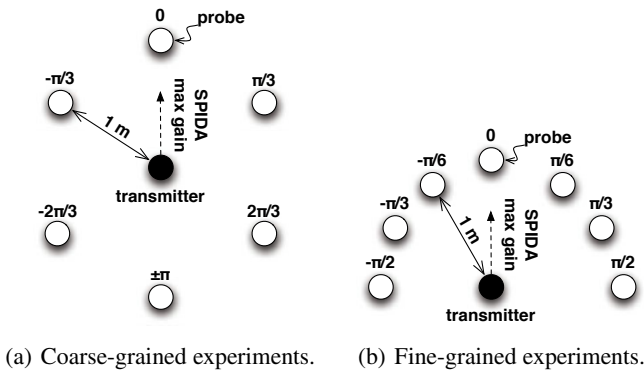 0
probe
-π/3
π/3
SPIDA
max gain
1 m
transmitter
-2π/3
2π/3
±π
(a) Coarse-grained experiments.
0
probe
-π/6
π/6
-π/3
π/3
SPIDA
max gain
1 m
-π/2
π/2
transmitter
(b) Fine-grained experiments.